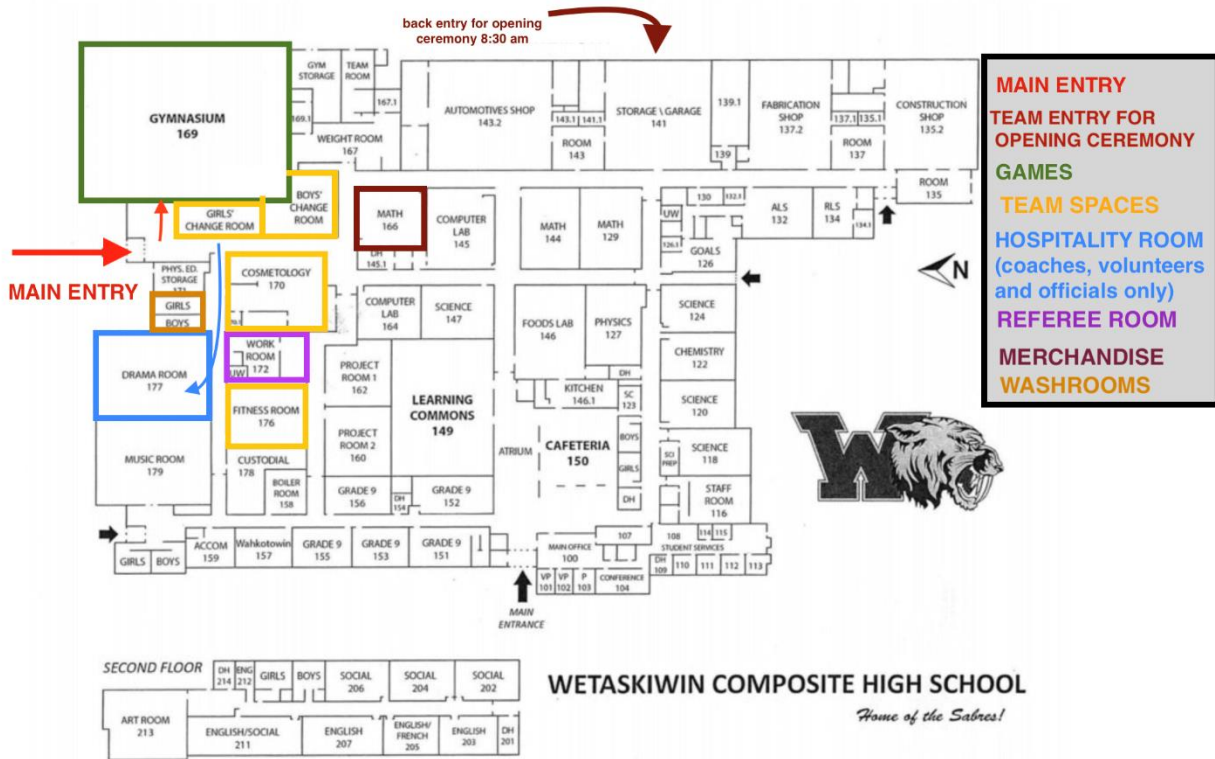 back entry for opening
ceremony 8:30 am
GYMNASIUM
169
GYM
STORAGE
TEAM
ROOM
169.1
167.1
WEIGHT ROOM
167
AUTOMOTIVES SHOP
143.2
143.1
141.1
ROOM
143
STORAGE \ GARAGE
141
139.1
139
FABRICATION
SHOP
137.2
137.1
135.1
ROOM
137
CONSTRUCTION
SHOP
135.2
ROOM
135
MAIN ENTRY
TEAM ENTRY FOR
OPENING CEREMONY
GAMES
TEAM SPACES
HOSPITALITY ROOM
(coaches, volunteers
and officials only)
REFEREE ROOM
MERCHANDISE
WASHROOMS
GIRLS'
CHANGE ROOM
BOYS'
CHANGE
ROOM
MATH
166
DH
145.1
COMPUTER
LAB
145
MATH
144
MATH
129
130
132.1
UW
126.1
GOALS
126
ALS
132
RLS
134
134.1
N
MAIN ENTRY
PHYS. ED.
STORAGE
GIRLS
BOYS
COSMETOLOGY
170
COMPUTER
LAB
164
SCIENCE
147
FOODS LAB
146
PHYSICS
127
SCIENCE
124
DRAMA ROOM
177
WORK
ROOM
172
UW
PROJECT
ROOM 1
162
LEARNING
COMMONS
149
KITCHEN
146.1
DH
SC
123
CHEMISTRY
122
SCIENCE
120
FITNESS ROOM
176
MUSIC ROOM
179
CUSTODIAL
178
BOILER
ROOM
158
PROJECT
ROOM 2
160
ATRIUM
CAFETERIA
150
BOYS
GIRLS
DH
SCI
PREP
SCIENCE
118
STAFF
ROOM
116
W
GRADE 9
156
DH
154
GRADE 9
152
GIRLS
BOYS
ACCOM
159
Wahkotowin
157
GRADE 9
155
GRADE 9
153
GRADE 9
151
MAIN OFFICE
100
107
108
114
115
STUDENT SERVICES
VP
101
VP
102
P
103
CONFERENCE
104
DH
109
110
111
112
113
MAIN
ENTRANCE
SECOND FLOOR
DH
214
ENG
212
GIRLS
BOYS
SOCIAL
206
SOCIAL
204
SOCIAL
202
ART ROOM
213
ENGLISH/SOCIAL
211
ENGLISH
207
ENGLISH/
FRENCH
205
ENGLISH
203
DH
201
WETASKIWIN COMPOSITE HIGH SCHOOL
Home of the Sabres!